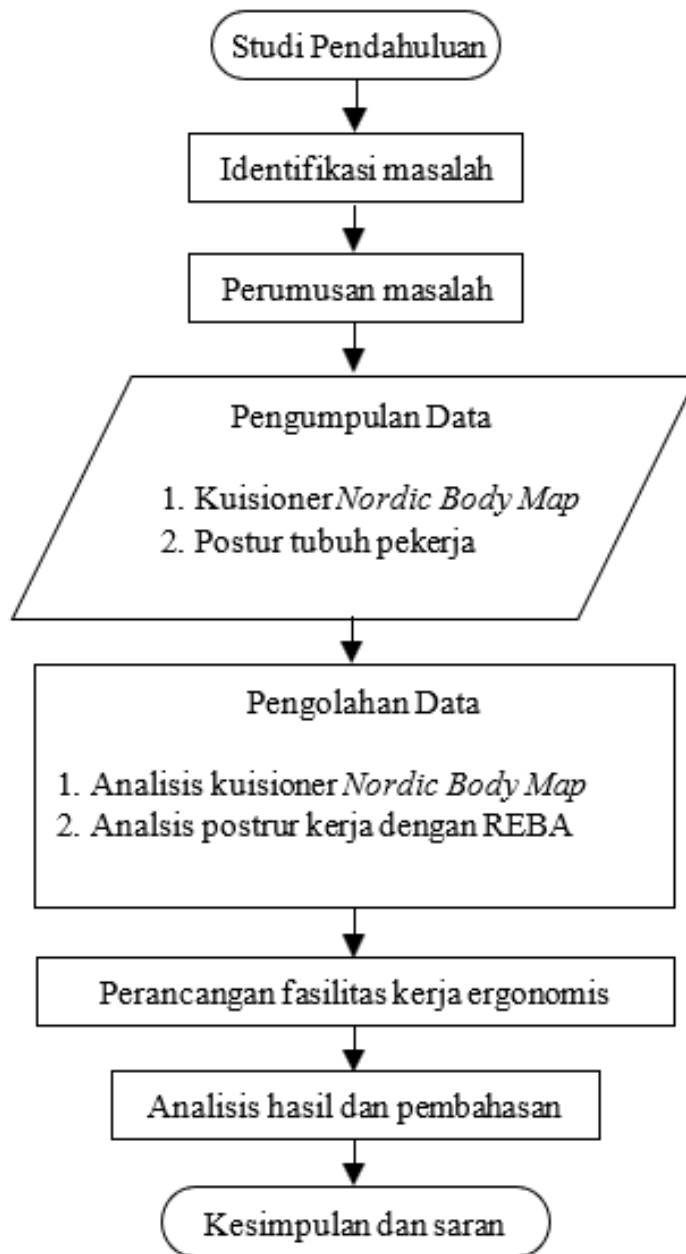 Studi Pendahuluan
Identifikasi masalah
Perumusan masalah
Pengumpulan Data
1. Kuisioner Nordic Body Map
2. Postur tubuh pekerja
Pengolahan Data
1. Analisis kuisioner Nordic Body Map
2. Analsis postrur kerja dengan REBA
Perancangan fasilitas kerja ergonomis
Analisis hasil dan pembahasan
Kesimpulan dan saran